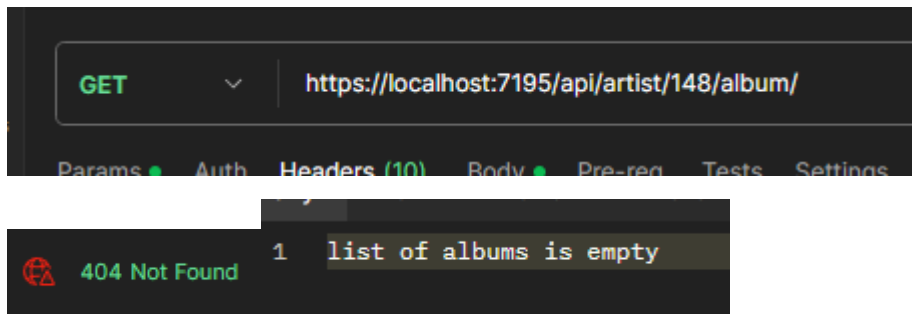 GET https://localhost:7195/api/artist/148/album/
Params Auth Headers (10) Body Pre-req Tests Settings
404 Not Found
1 list of albums is empty